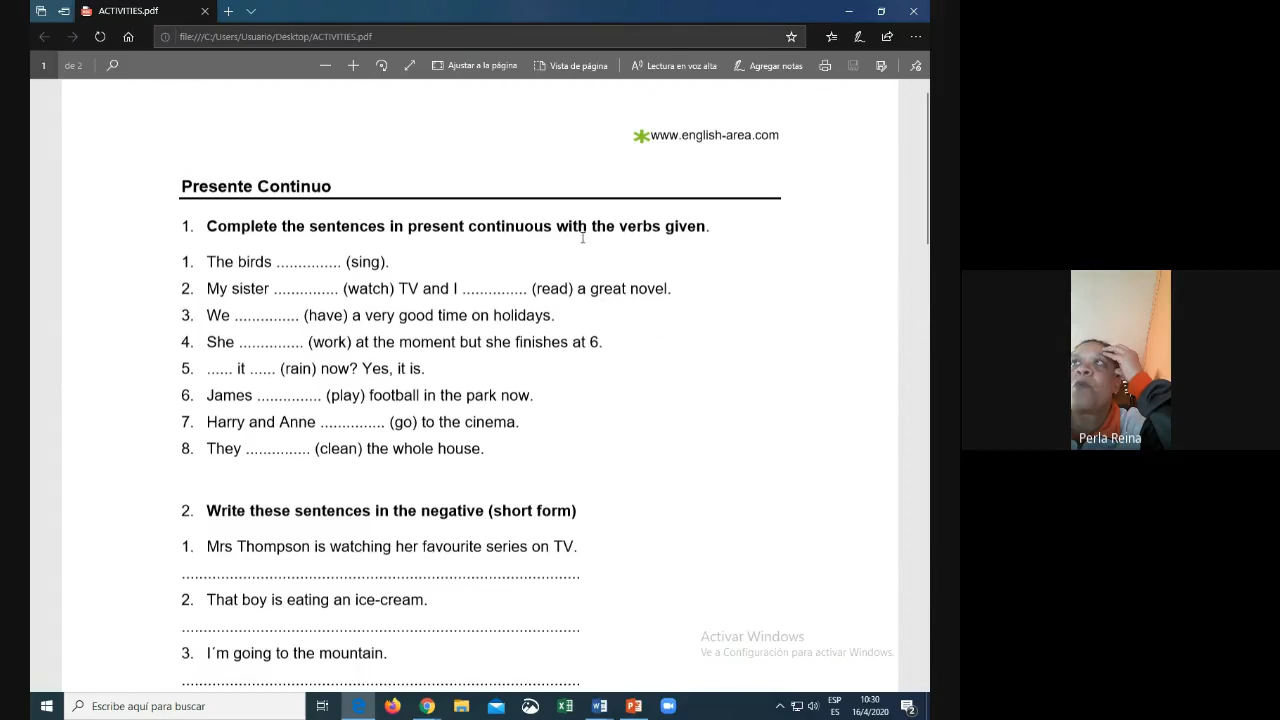 ACTIVITIES.pdf
file:///C:/Users/Usuario/Desktop/ACTIVITIES.pdf
1 de 2 Ajustar a la página Vista de página Lectura en voz alta Agregar notas
www.english-area.com
Presente Continuo
1. Complete the sentences in present continuous with the verbs given.
1. The birds ............... (sing).
2. My sister ............... (watch) TV and I ............... (read) a great novel.
3. We ............... (have) a very good time on holidays.
4. She ............... (work) at the moment but she finishes at 6.
5. ...... it ...... (rain) now? Yes, it is.
6. James ............... (play) football in the park now.
7. Harry and Anne ............... (go) to the cinema.
8. They ............... (clean) the whole house.
2. Write these sentences in the negative (short form)
1. Mrs Thompson is watching her favourite series on TV.
...........................................................................................
2. That boy is eating an ice-cream.
...........................................................................................
3. I´m going to the mountain.
...........................................................................................
Activar Windows
Ve a Configuración para activar Windows.
Perla Reina
Escribe aquí para buscar
ESP
ES
10:30
16/4/2020
2